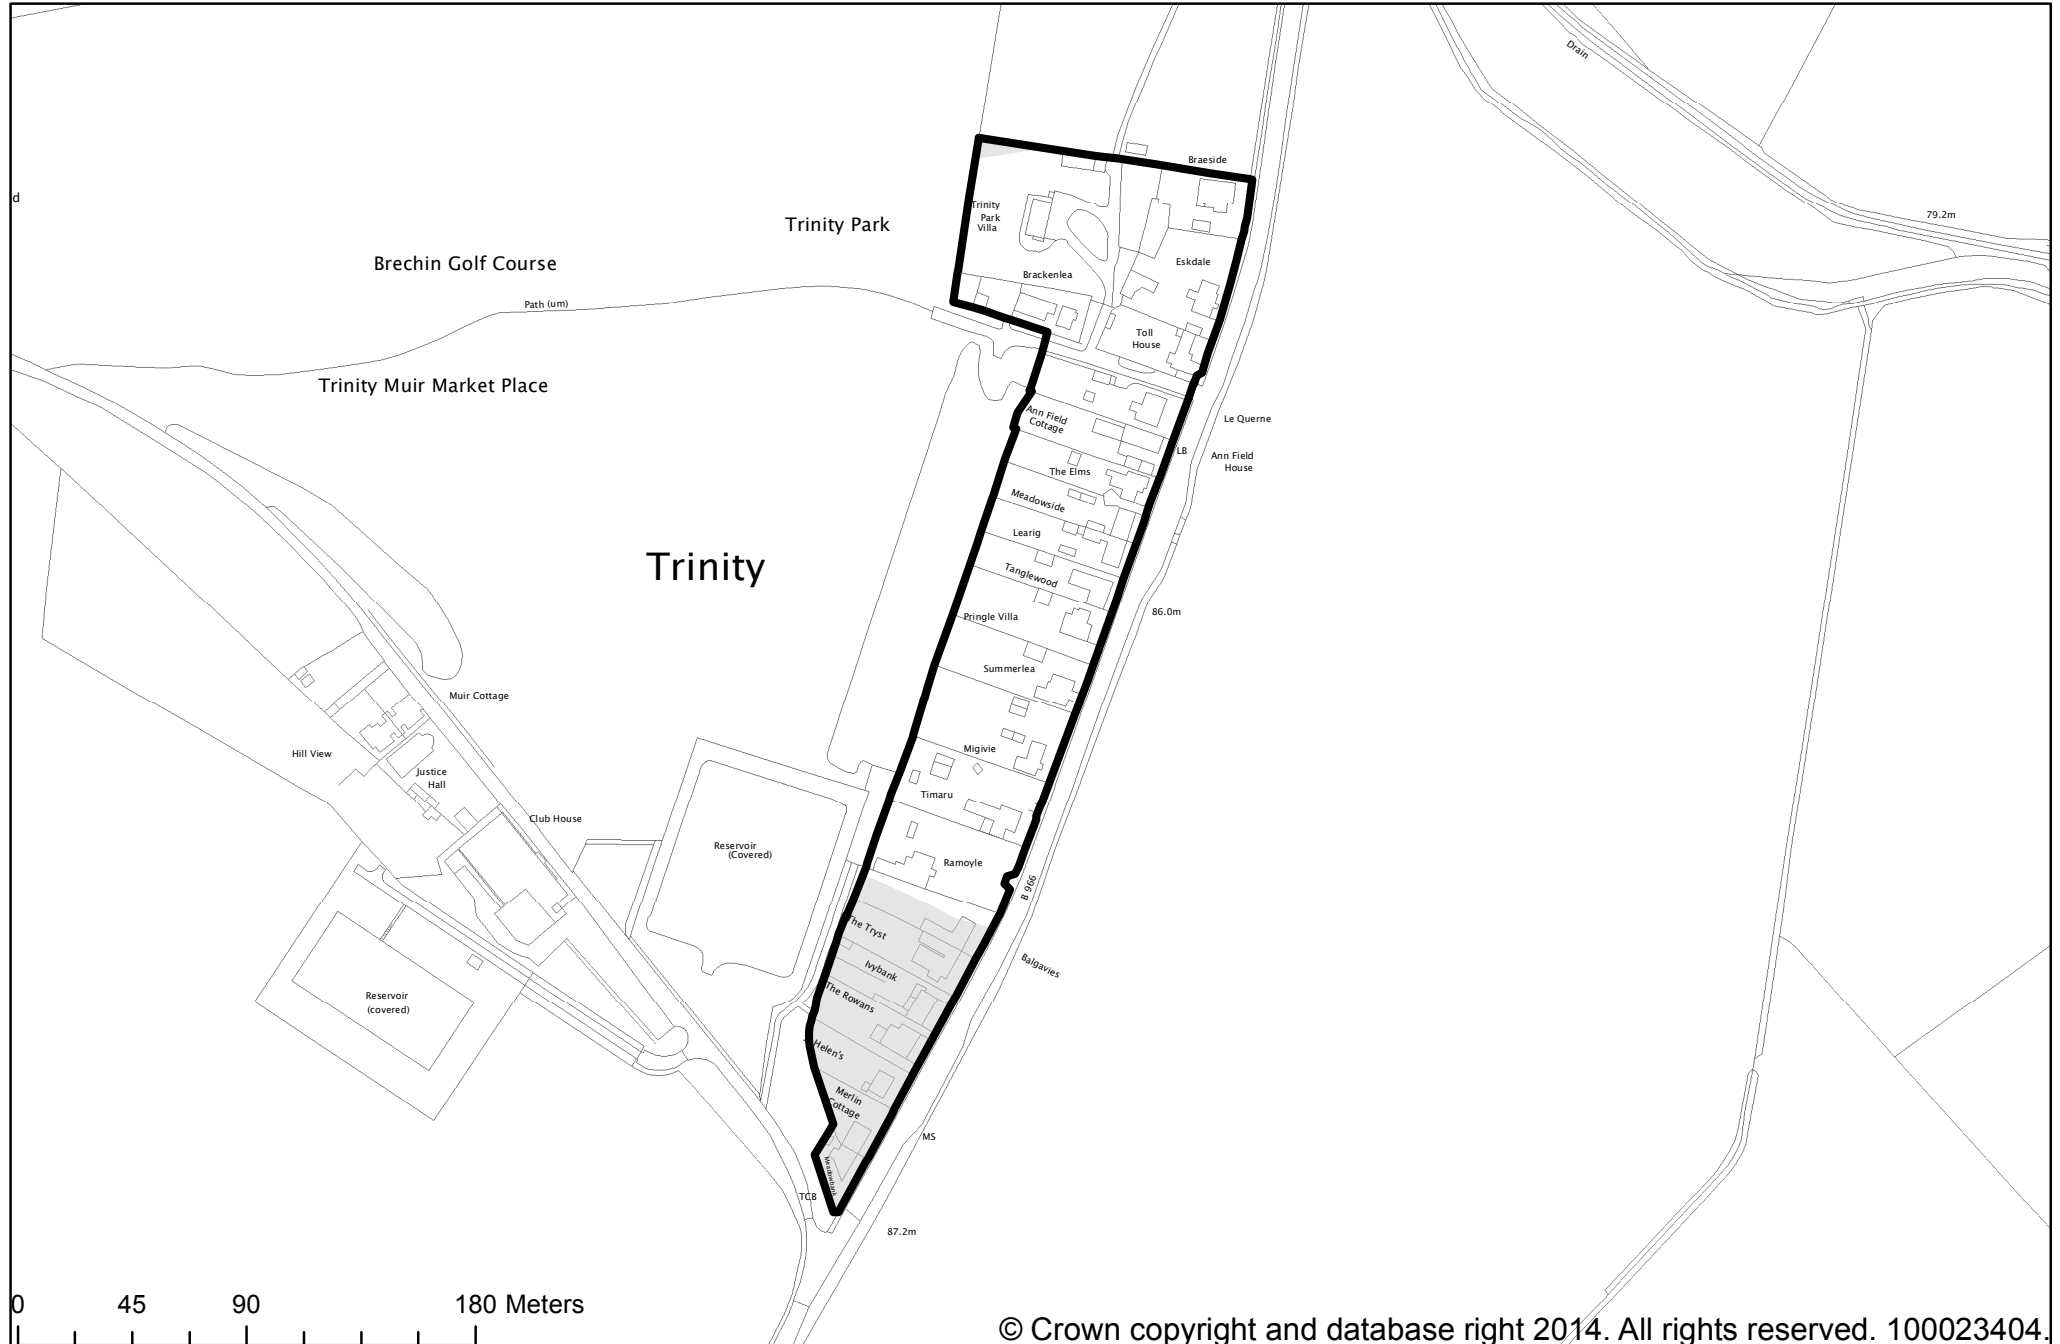 Drain
Braeside
d
Trinity
Park
Villa
79.2m
Trinity Park
Brechin Golf Course
Eskdale
Brackenlea
Path (um)
Toll
House
Trinity Muir Market Place
Ann Field
Cottage
Le Querne
LB
Ann Field
House
The Elms
Meadowside
Learig
Trinity
Tanglewood
86.0m
Pringle Villa
Summerlea
Muir Cottage
Hill View
Migivie
Justice
Hall
Timaru
Club House
Reservoir
(Covered)
Ramoyle
B 966
The Tryst
Balgavies
Ivybank
Reservoir
(covered)
The Rowans
Helen's
Merlin
Cottage
MS
Meadowbank
TCB
87.2m
0 45 90 180 Meters
© Crown copyright and database right 2014. All rights reserved. 100023404.